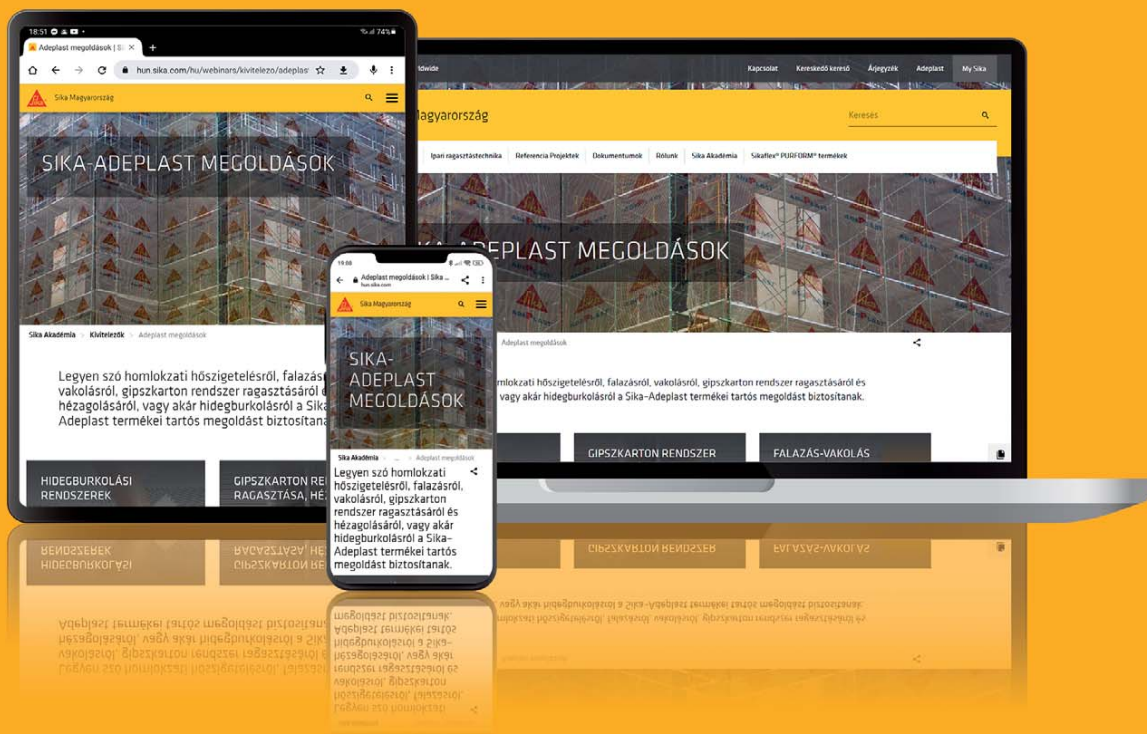 18:51
74%
Adeplast megoldások | Si
hun.sika.com/hu/webinars/kivitelezo/adeplas
Sika Magyarország
SIKA-ADEPLAST MEGOLDÁSOK
Sika Akadémia > Kivitelezők > Adeplast megoldások
Legyen szó homlokzati hőszigetelésről, falazás
vakolásról, gipszkarton rendszer ragasztásáról é
hézagolásáról, vagy akár hidegburkolásról a Sika
Adeplast termékei tartós megoldást biztosítana
HIDEGBURKOLÁSI
RENDSZEREK
GIPSZKARTON RE
RAGASZTÁSA, HÉ
19:08
Adeplast megoldások | Sika ...
hun.sika.com
Sika Magyarország
SIKA-
ADEPLAST
MEGOLDÁSOK
Sika Akadémia > ... > Adeplast megoldások
Legyen szó homlokzati
hőszigetelésről, falazásról,
vakolásról, gipszkarton
rendszer ragasztásáról és
hézagolásáról, vagy akár
hidegburkolásról a Sika-
Adeplast termékei tartós
megoldást biztosítanak.
ldwide
Kapcsolat Kereskedő kereső Árjegyzék Adeplast My Sika
Magyarország
Keresés
Ipari ragasztástechnika Referencia Projektek Dokumentumok Rólunk Sika Akadémia Sikaflex® PURFORM® termékek
KA-ADEPLAST MEGOLDÁSOK
Adeplast megoldások
mlokzati hőszigetelésről, falazásról, vakolásról, gipszkarton rendszer ragasztásáról és
vagy akár hidegburkolásról a Sika-Adeplast termékei tartós megoldást biztosítanak.
GIPSZKARTON RENDSZER
FALAZÁS-VAKOLÁS